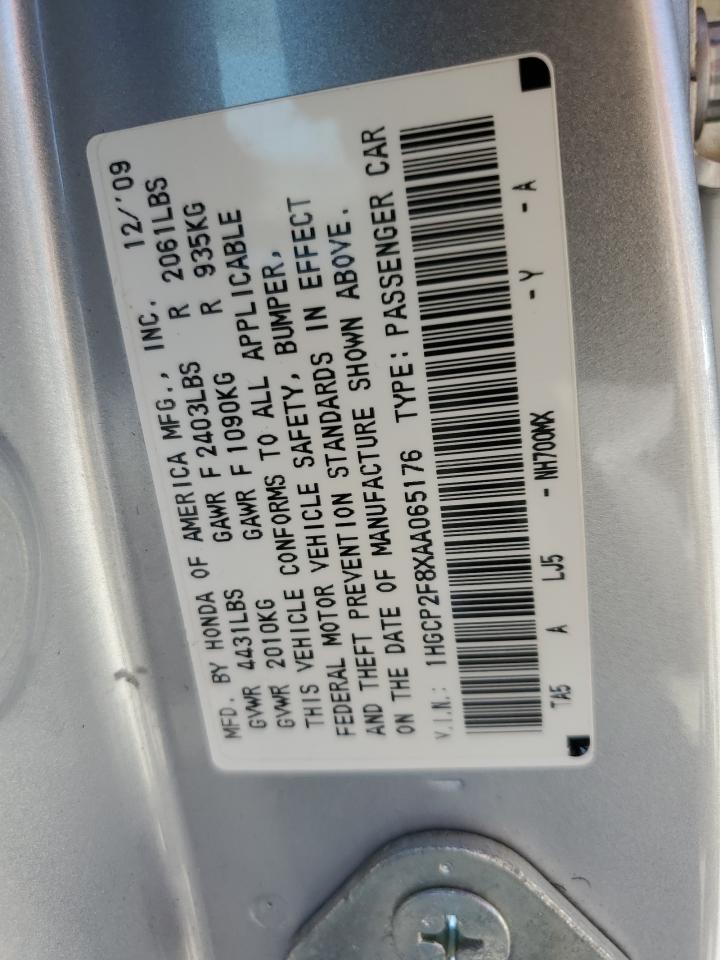 MFD. BY HONDA OF AMERICA MFG., INC. 12/'09
GVWR 4431LBS GAWR F 2403LBS R 2061LBS
GVWR 2010KG GAWR F 1090KG R 935KG
THIS VEHICLE CONFORMS TO ALL APPLICABLE
FEDERAL MOTOR VEHICLE SAFETY, BUMPER,
AND THEFT PREVENTION STANDARDS IN EFFECT
ON THE DATE OF MANUFACTURE SHOWN ABOVE.
V.I.N.: 1HGCP2F8XAA065176 TYPE: PASSENGER CAR
TA5 A LJ5 - NH700MX - Y - A